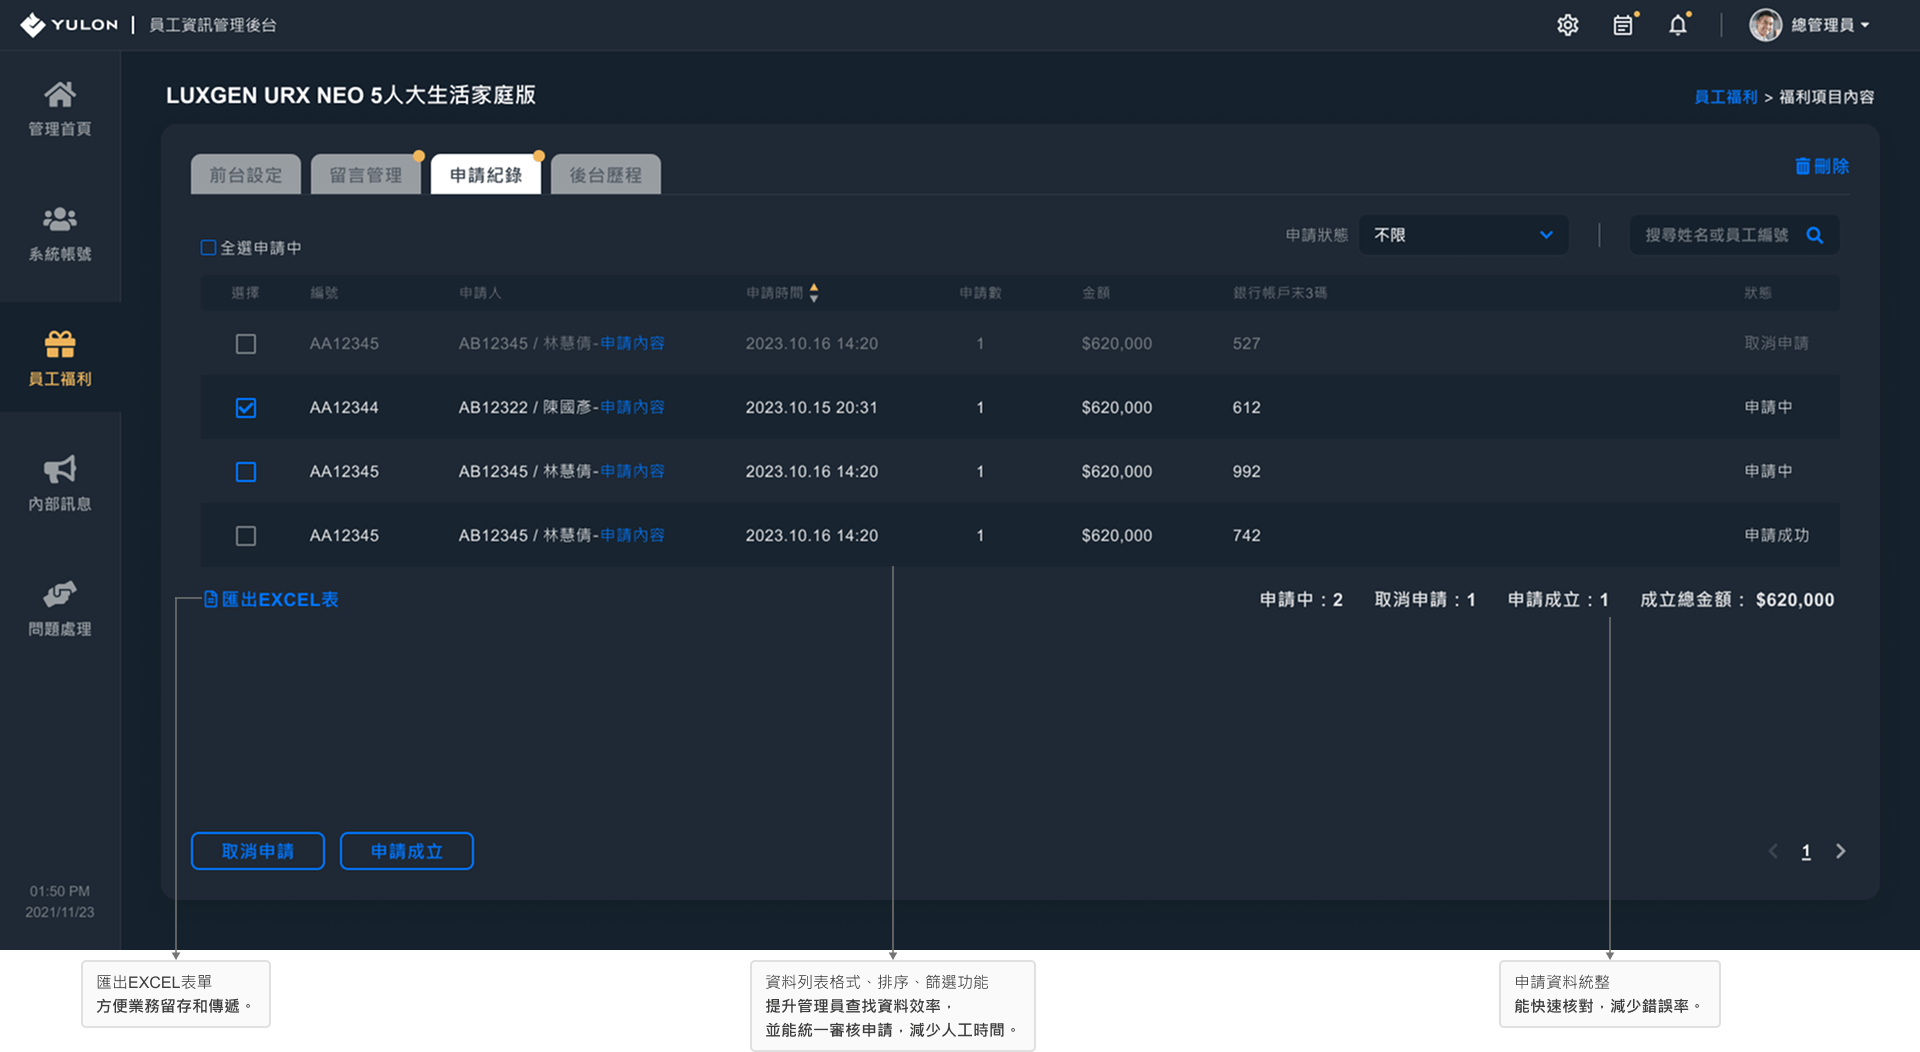 YULON | 員工資訊管理後台
總管理員
管理首頁
系統帳號
員工福利
內部訊息
問題處理
01:50 PM
2021/11/23
LUXGEN URX NEO 5人大生活家庭版
員工福利 > 福利項目內容
前台設定 留言管理 申請紀錄 後台歷程
刪除
申請狀態 不限 搜尋姓名或員工編號
全選申請中
選擇 編號 申請人 申請時間 申請數 金額 銀行帳戶末3碼 狀態
AA12345 AB12345 / 林慧倩-申請內容 2023.10.16 14:20 1 $620,000 527 取消申請
AA12344 AB12322 / 陳國彥-申請內容 2023.10.15 20:31 1 $620,000 612 申請中
AA12345 AB12345 / 林慧倩-申請內容 2023.10.16 14:20 1 $620,000 992 申請中
AA12345 AB12345 / 林慧倩-申請內容 2023.10.16 14:20 1 $620,000 742 申請成功
匯出EXCEL表
申請中：2 取消申請：1 申請成立：1 成立總金額： $620,000
取消申請 申請成立
1
匯出EXCEL表單
方便業務留存和傳遞。
資料列表格式、排序、篩選功能
提升管理員查找資料效率，
並能統一審核申請，減少人工時間。
申請資料統整
能快速核對，減少錯誤率。